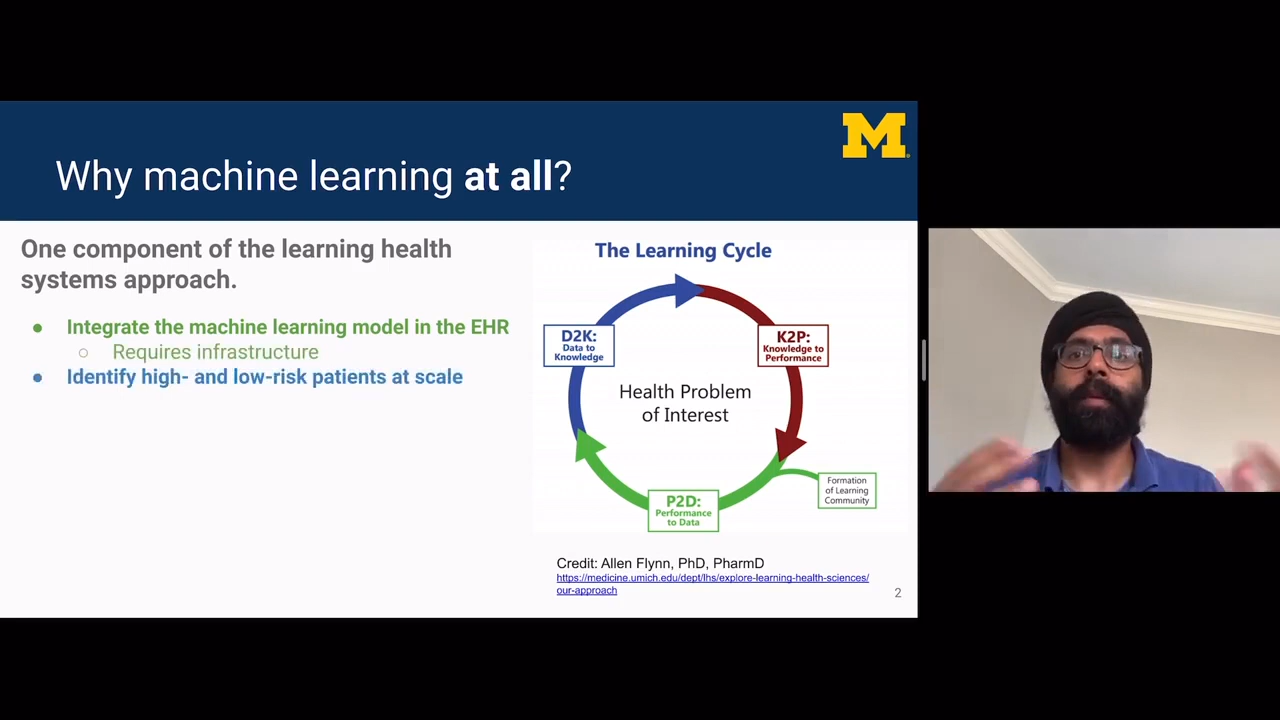 M
Why machine learning at all?
One component of the learning health
systems approach.
● Integrate the machine learning model in the EHR
○ Requires infrastructure
● Identify high- and low-risk patients at scale
The Learning Cycle
D2K:
Data to
Knowledge
K2P:
Knowledge to
Performance
Health Problem
of Interest
P2D:
Performance
to Data
Formation
of Learning
Community
Credit: Allen Flynn, PhD, PharmD
https://medicine.umich.edu/dept/lhs/explore-learning-health-sciences/
our-approach
2